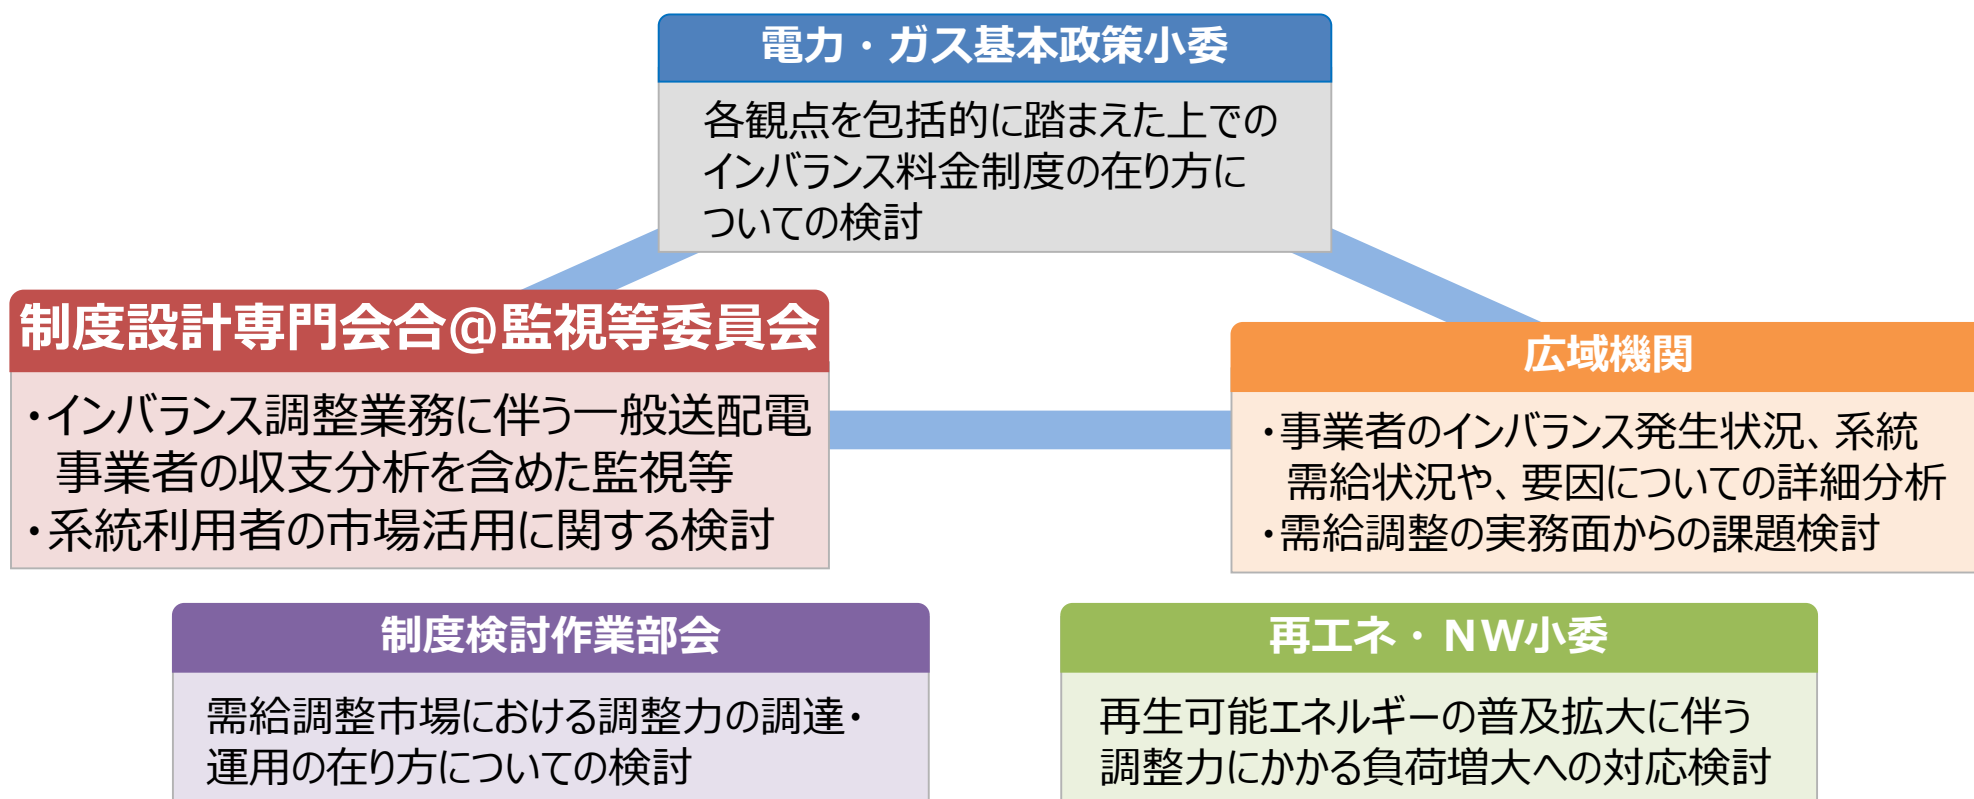 電力・ガス基本政策小委
各観点を包括的に踏まえた上での
インバランス料金制度の在り方に
ついての検討
制度設計専門会合@監視等委員会
・インバランス調整業務に伴う一般送配電
事業者の収支分析を含めた監視等
・系統利用者の市場活用に関する検討
広域機関
・事業者のインバランス発生状況、系統
需給状況や、要因についての詳細分析
・需給調整の実務面からの課題検討
制度検討作業部会
需給調整市場における調整力の調達・
運用の在り方についての検討
再エネ・NW小委
再生可能エネルギーの普及拡大に伴う
調整力にかかる負荷増大への対応検討